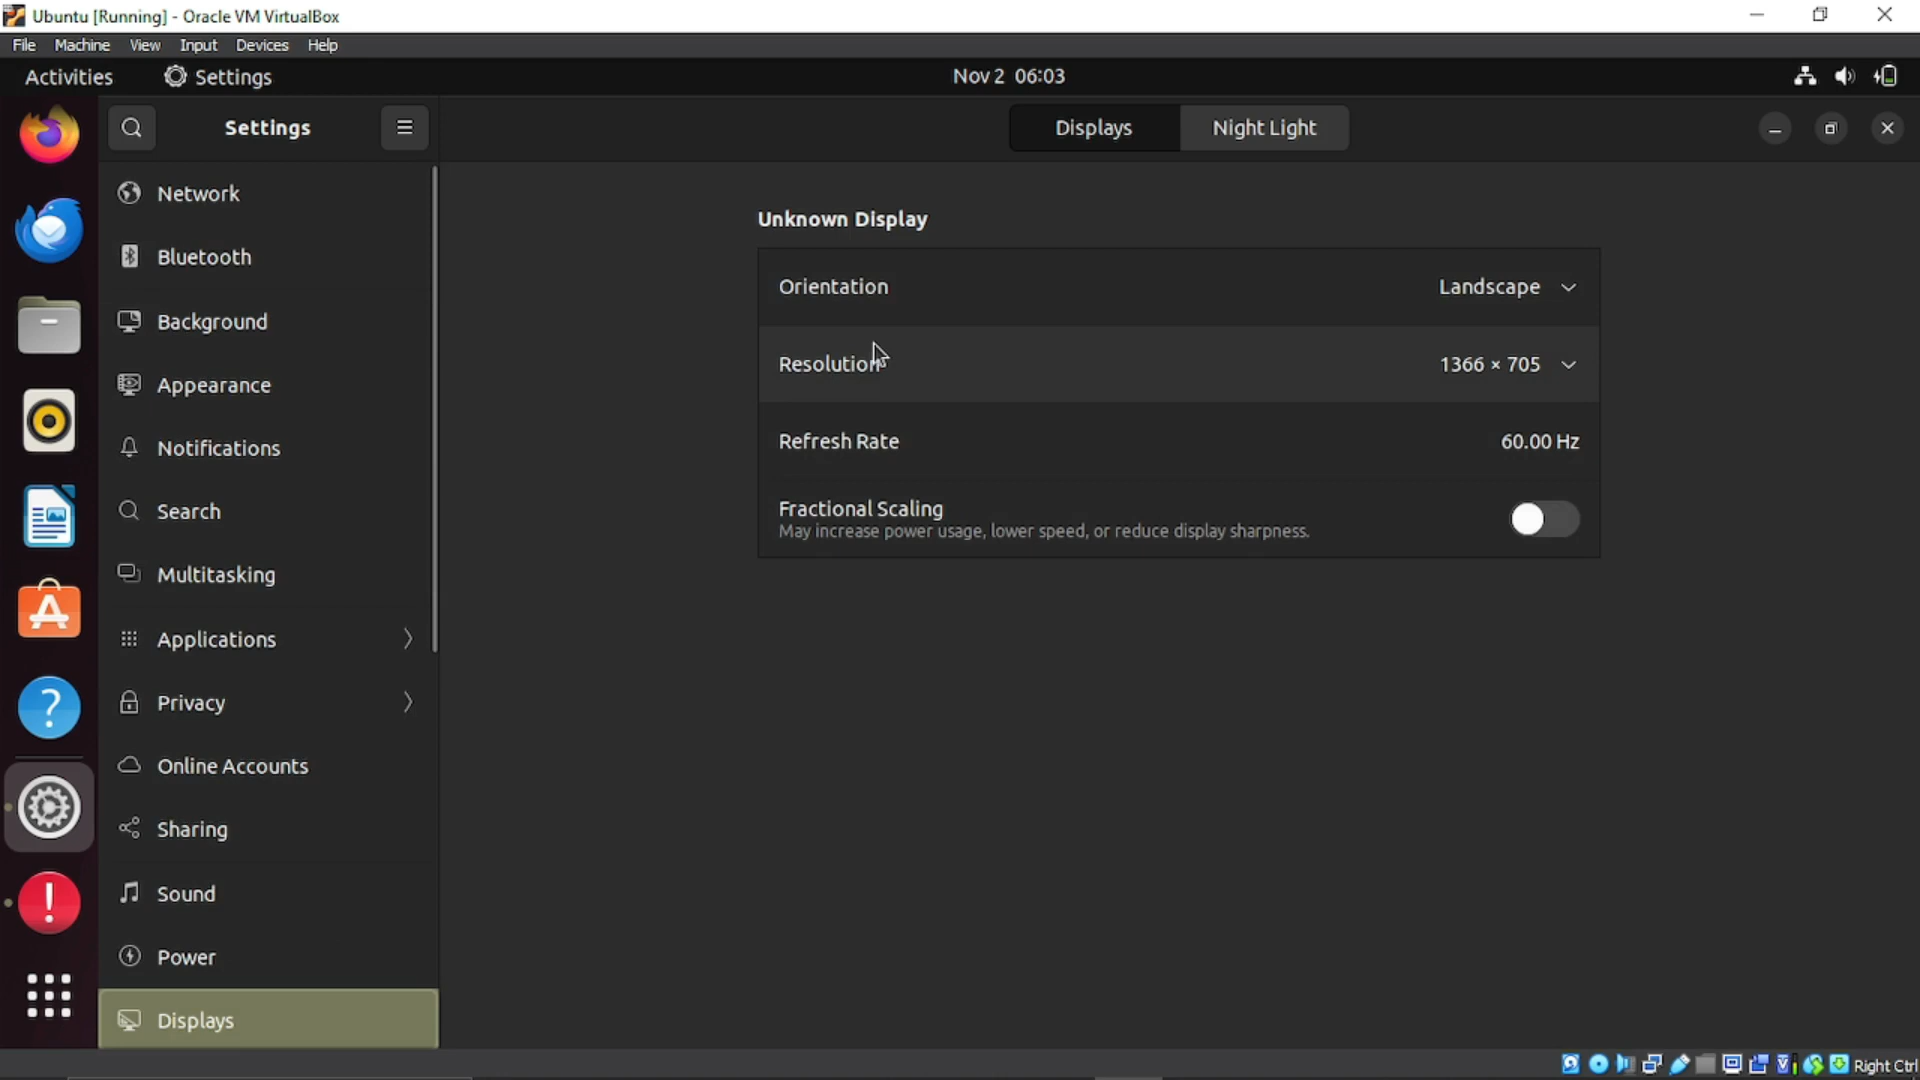 Ubuntu [Running] - Oracle VM VirtualBox
File Machine View Input Devices Help
Activities Settings Nov 2 06:03
Settings Displays Night Light
Network
Bluetooth
Background
Appearance
Notifications
Search
Multitasking
Applications
Privacy
Online Accounts
Sharing
Sound
Power
Displays
Unknown Display
Orientation Landscape
Resolution 1366 × 705
Refresh Rate 60.00 Hz
Fractional Scaling
May increase power usage, lower speed, or reduce display sharpness.
Right Ctrl